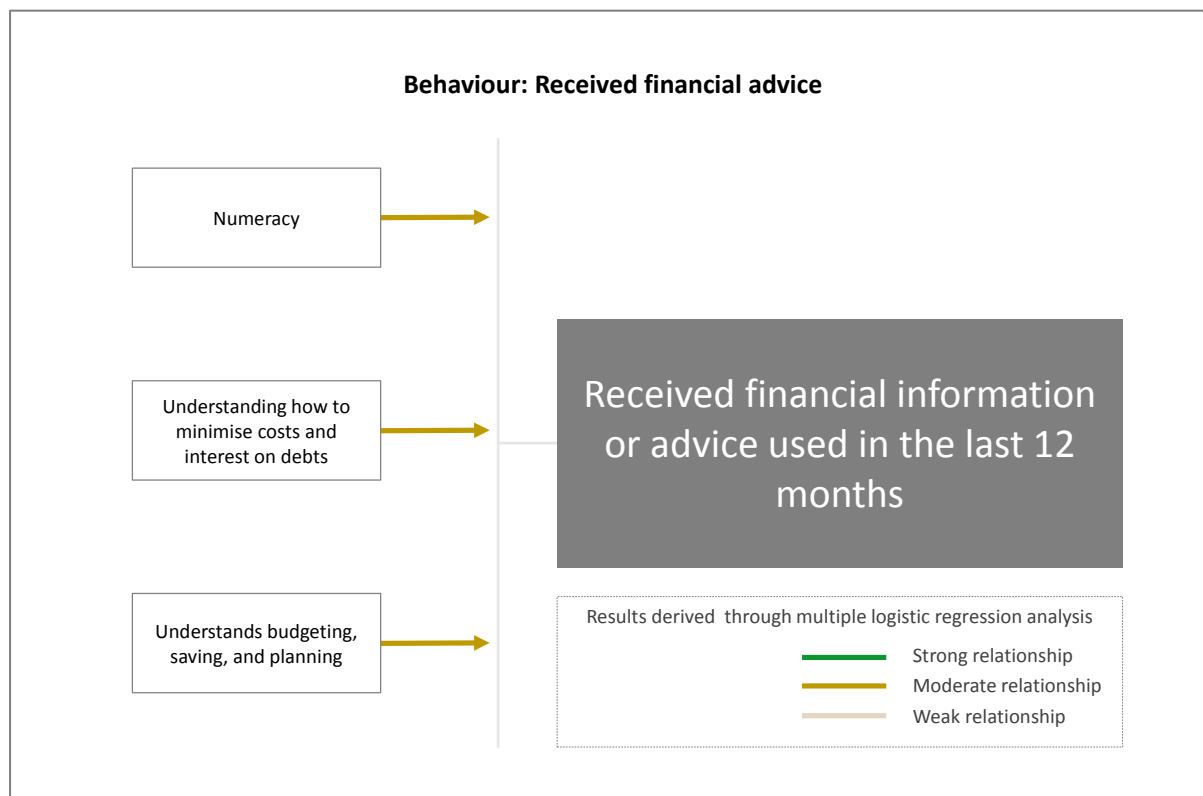 Behaviour: Received financial advice
Numeracy
Understanding how to
minimise costs and
interest on debts
Understands budgeting,
saving, and planning
Received financial information
or advice used in the last 12
months
Results derived through multiple logistic regression analysis
Strong relationship
Moderate relationship
Weak relationship